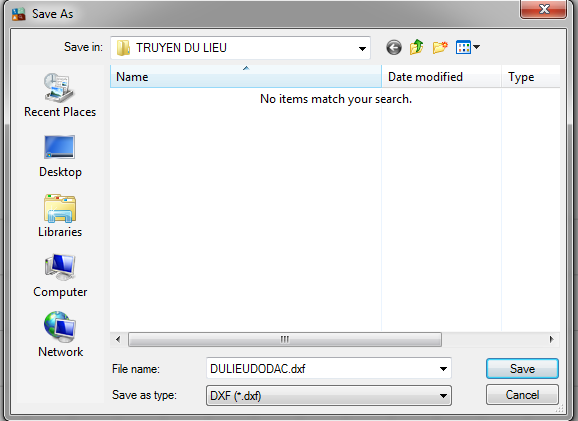 Save As
Save in: TRUYEN DU LIEU
Name Date modified Type
No items match your search.
Recent Places
Desktop
Libraries
Computer
Network
File name: DULIEUDODAC.dxf Save
Save as type: DXF (*.dxf) Cancel